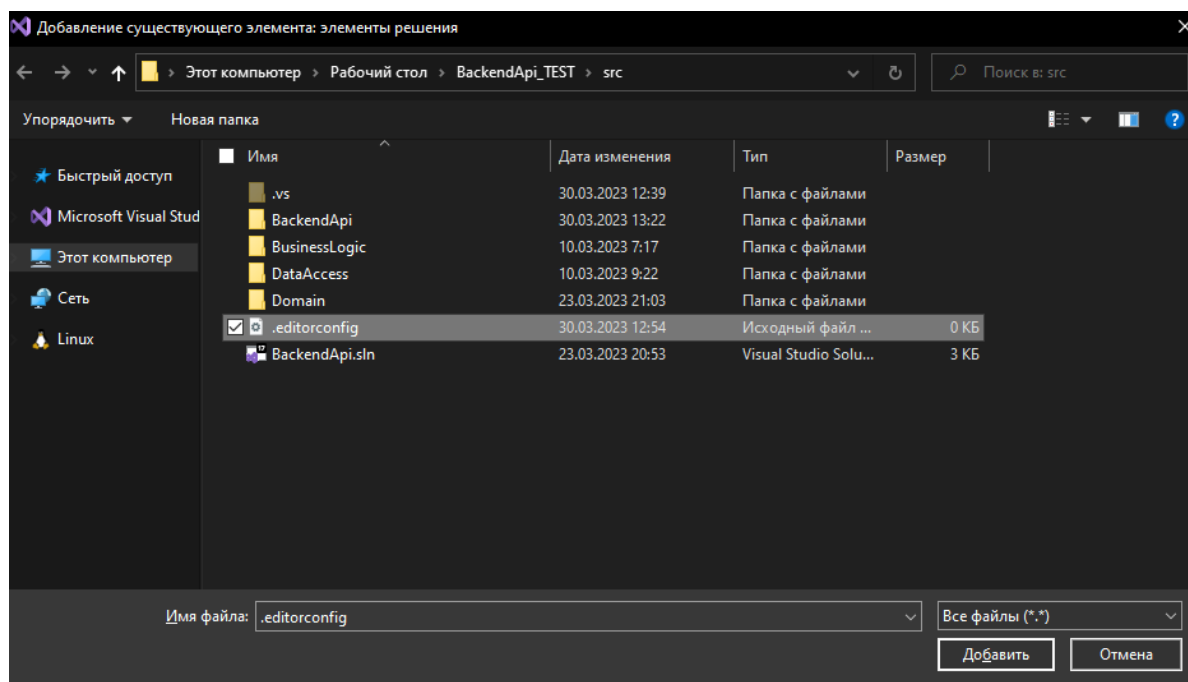 Добавление существующего элемента: элементы решения
Этот компьютер › Рабочий стол › BackendApi_TEST › src
Поиск в: src
Упорядочить
Новая папка
Имя Дата изменения Тип Размер
Быстрый доступ
Microsoft Visual Stud
Этот компьютер
Сеть
Linux
.vs 30.03.2023 12:39 Папка с файлами
BackendApi 30.03.2023 13:22 Папка с файлами
BusinessLogic 10.03.2023 7:17 Папка с файлами
DataAccess 10.03.2023 9:22 Папка с файлами
Domain 23.03.2023 21:03 Папка с файлами
.editorconfig 30.03.2023 12:54 Исходный файл ... 0 КБ
BackendApi.sln 23.03.2023 20:53 Visual Studio Solu... 3 КБ
Имя файла: .editorconfig
Все файлы (*.*)
Добавить
Отмена